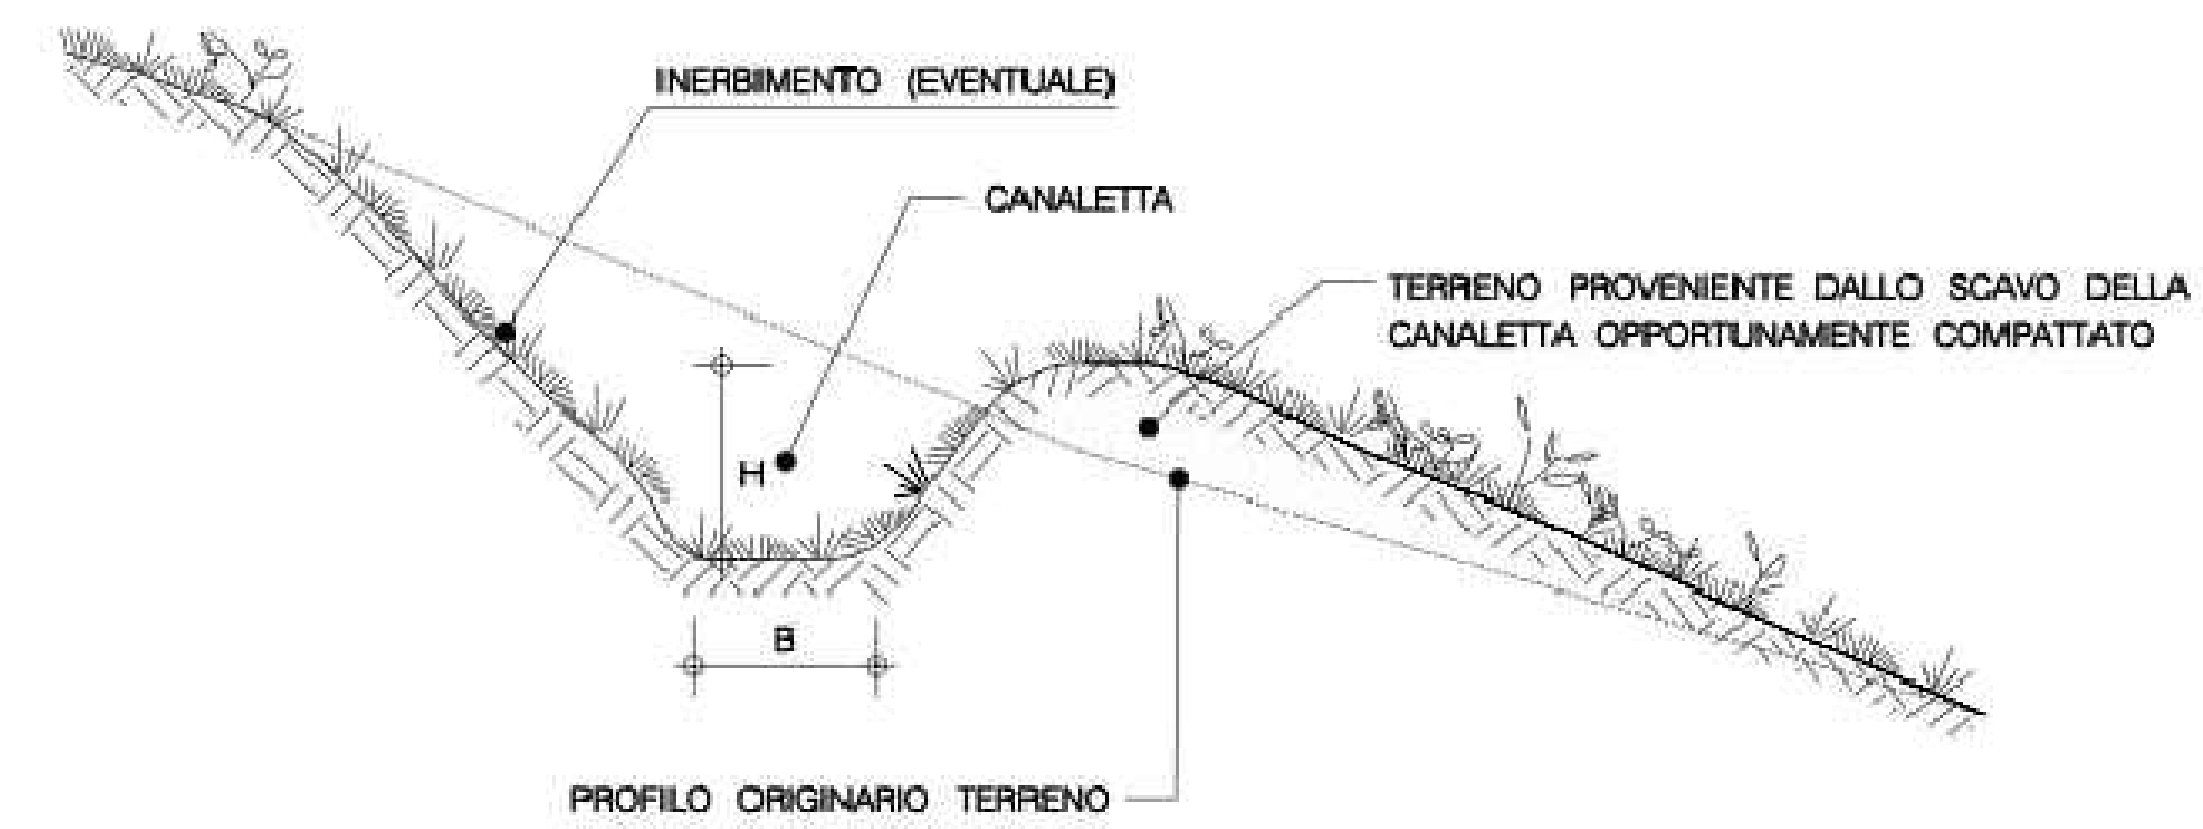 INERBIMENTO (EVENTUALE)
CANALETTA
TERRENO PROVENIENTE DALLO SCAVO DELLA
CANALETTA OPPORTUNAMENTE COMPATTATO
H
B
PROFILO ORIGINARIO TERRENO